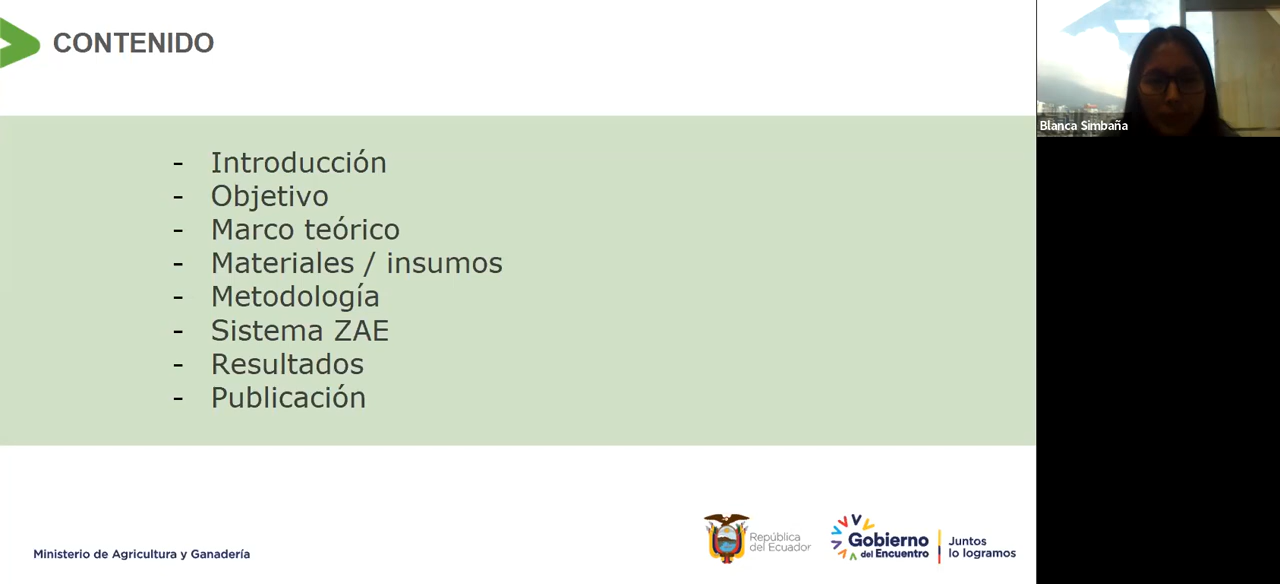 CONTENIDO
Blanca Simbaña
- Introducción
- Objetivo
- Marco teórico
- Materiales / insumos
- Metodología
- Sistema ZAE
- Resultados
- Publicación
Ministerio de Agricultura y Ganadería
República
del Ecuador
Gobierno
del Encuentro
Juntos
lo logramos